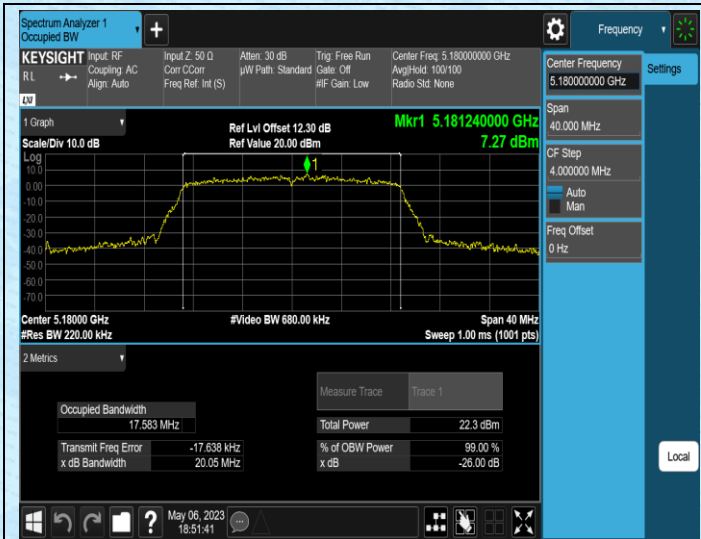 Spectrum Analyzer 1
Occupied BW
+
Frequency
KEYSIGHT
RL
LXI
Input: RF
Coupling: AC
Align: Auto
Input Z: 50 Ω
Corr CCorr
Freq Ref: Int (S)
Atten: 30 dB
µW Path: Standard
Trig: Free Run
Gate: Off
#IF Gain: Low
Center Freq: 5.180000000 GHz
Avg|Hold: 100/100
Radio Std: None
Center Frequency
5.180000000 GHz
Settings
Span
40.000 MHz
CF Step
4.000000 MHz
Auto
Man
Freq Offset
0 Hz
1 Graph
Scale/Div 10.0 dB
Ref Lvl Offset 12.30 dB
Ref Value 20.00 dBm
Mkr1 5.181240000 GHz
7.27 dBm
Log
10.0
0.00
-10.0
-20.0
-30.0
-40.0
-50.0
-60.0
-70.0
1
Center 5.18000 GHz
#Res BW 220.00 kHz
#Video BW 680.00 kHz
Span 40 MHz
Sweep 1.00 ms (1001 pts)
2 Metrics
Measure Trace Trace 1
Occupied Bandwidth
17.583 MHz
Total Power 22.3 dBm
Transmit Freq Error -17.638 kHz
% of OBW Power 99.00 %
x dB Bandwidth 20.05 MHz
x dB -26.00 dB
Local
?
May 06, 2023
18:51:41